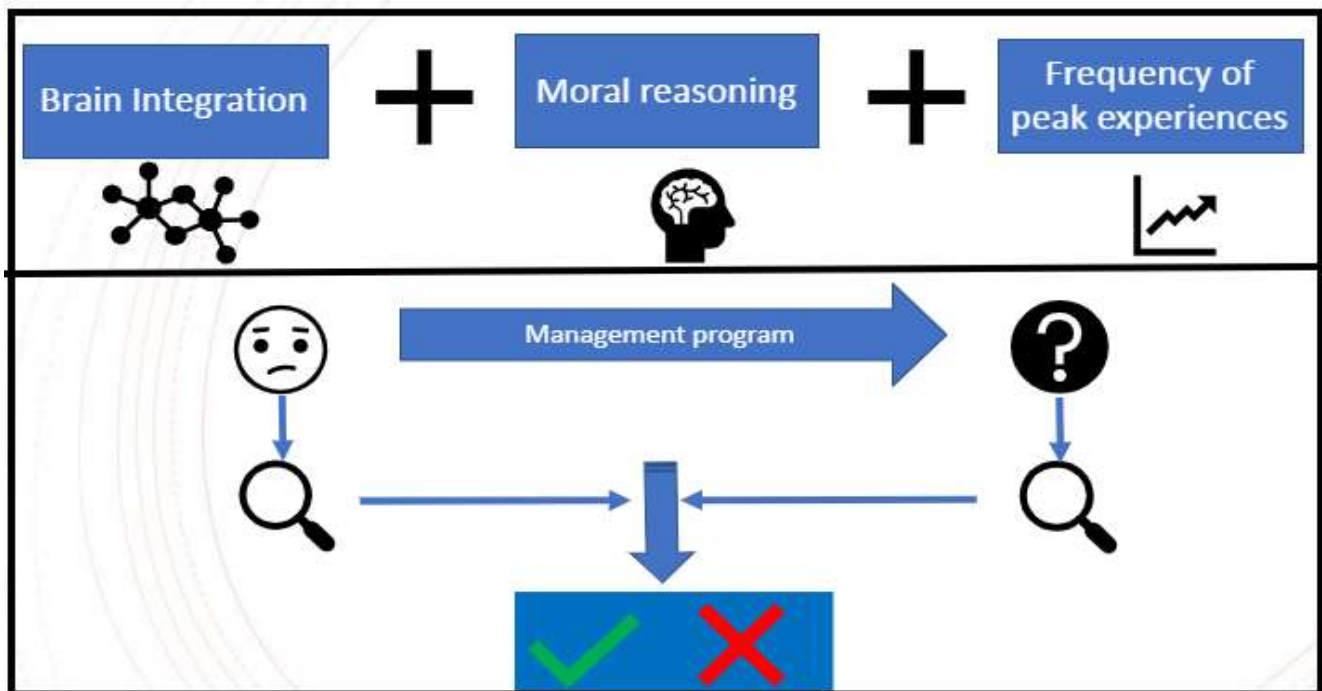 Brain Integration
Moral reasoning
Frequency of
peak experiences
Management program
?